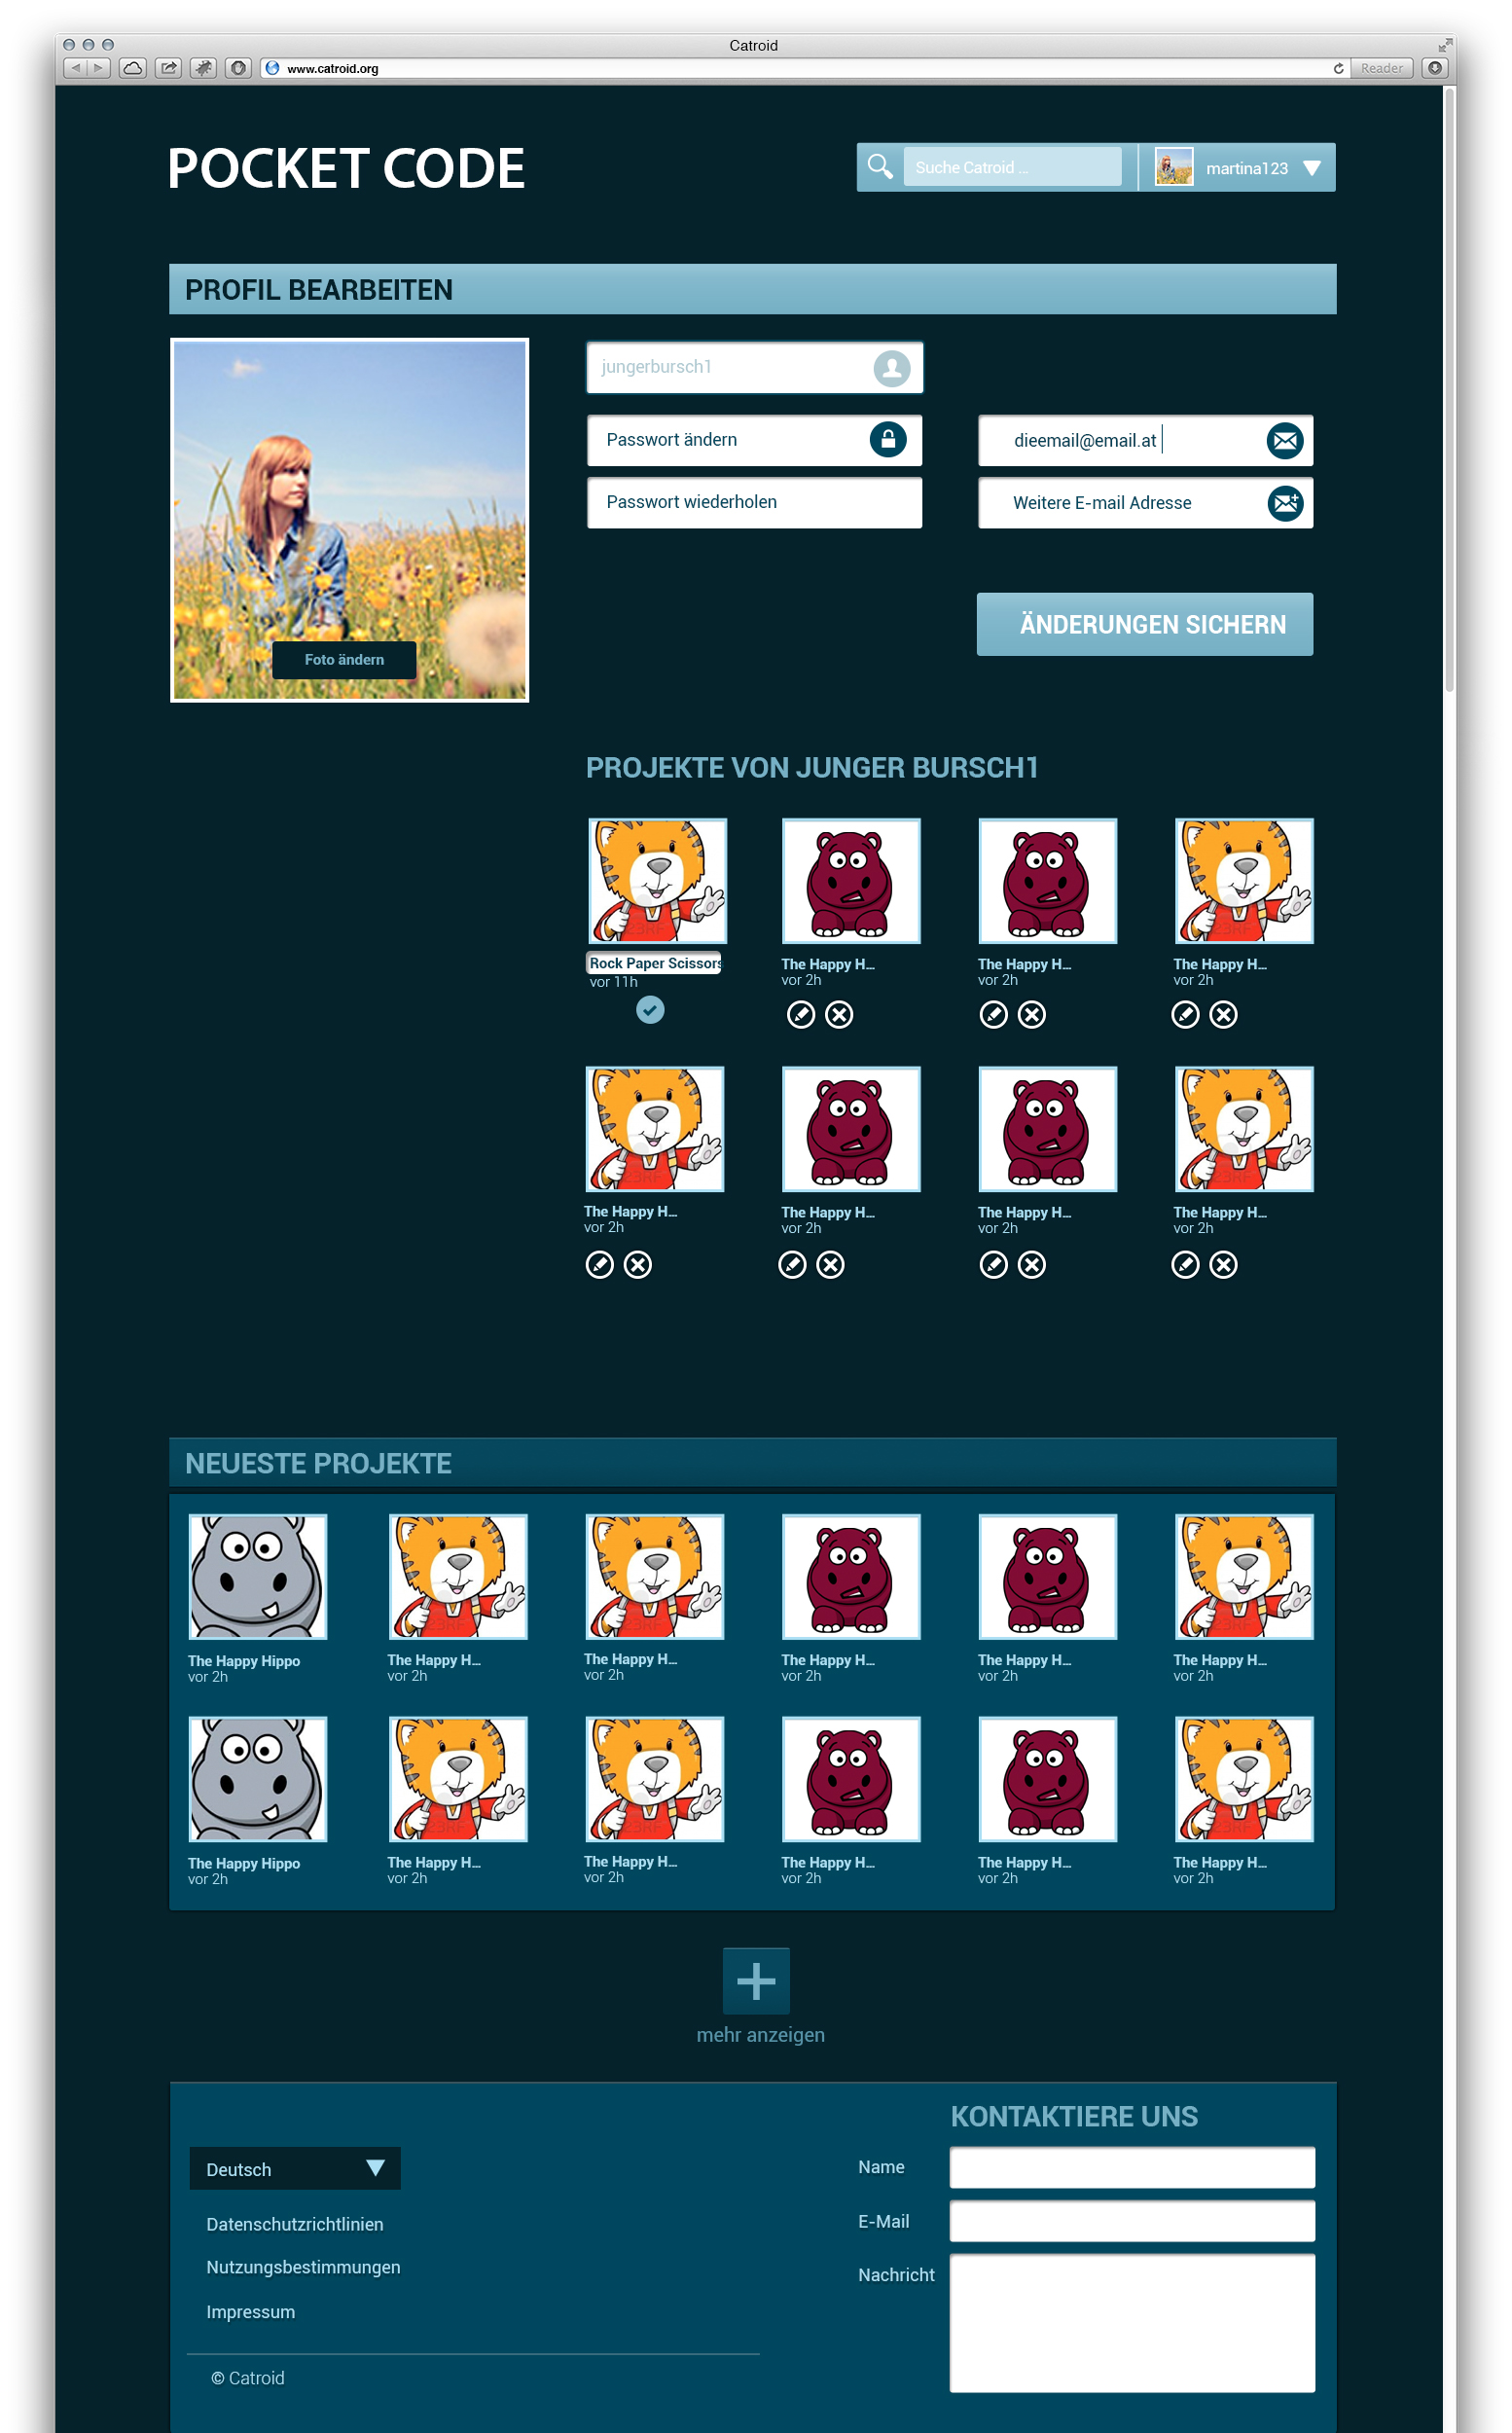 Catroid
www.catroid.org
Reader
POCKET CODE
Suche Catroid ...
martina123
PROFIL BEARBEITEN
jungerbursch1
Passwort ändern
dieemail@email.at
Passwort wiederholen
Weitere E-mail Adresse
ÄNDERUNGEN SICHERN
Foto ändern
PROJEKTE VON JUNGER BURSCH1
Rock Paper Scissors
vor 11h
The Happy H...
vor 2h
The Happy H...
vor 2h
The Happy H...
vor 2h
The Happy H...
vor 2h
The Happy H...
vor 2h
The Happy H...
vor 2h
The Happy H...
vor 2h
NEUESTE PROJEKTE
The Happy Hippo
vor 2h
The Happy H...
vor 2h
The Happy H...
vor 2h
The Happy H...
vor 2h
The Happy H...
vor 2h
The Happy H...
vor 2h
The Happy Hippo
vor 2h
The Happy H...
vor 2h
The Happy H...
vor 2h
The Happy H...
vor 2h
The Happy H...
vor 2h
The Happy H...
vor 2h
mehr anzeigen
Deutsch
Datenschutzrichtlinien
Nutzungsbestimmungen
Impressum
© Catroid
KONTAKTIERE UNS
Name
E-Mail
Nachricht